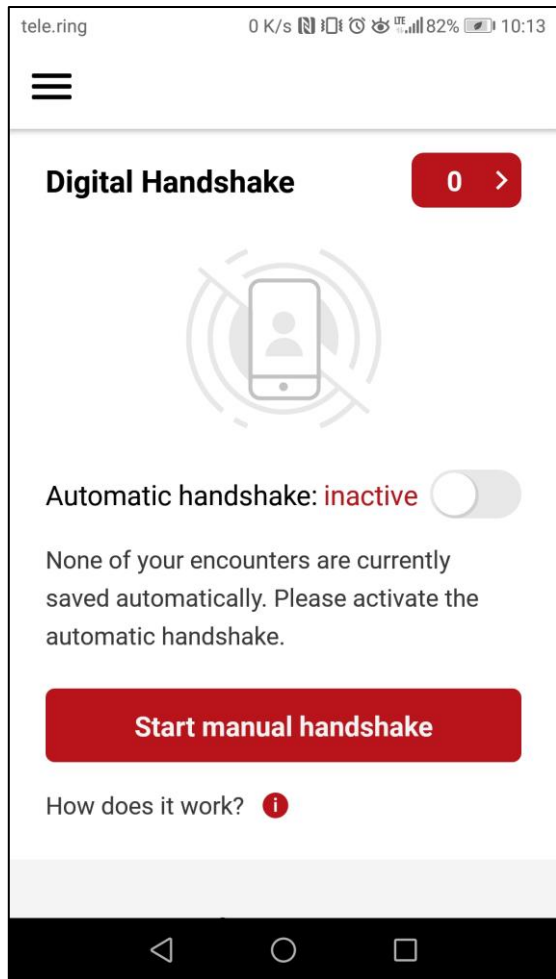 tele.ring 0 K/s LTE 82% 10:13
Digital Handshake 0
Automatic handshake: inactive
None of your encounters are currently
saved automatically. Please activate the
automatic handshake.
Start manual handshake
How does it work?